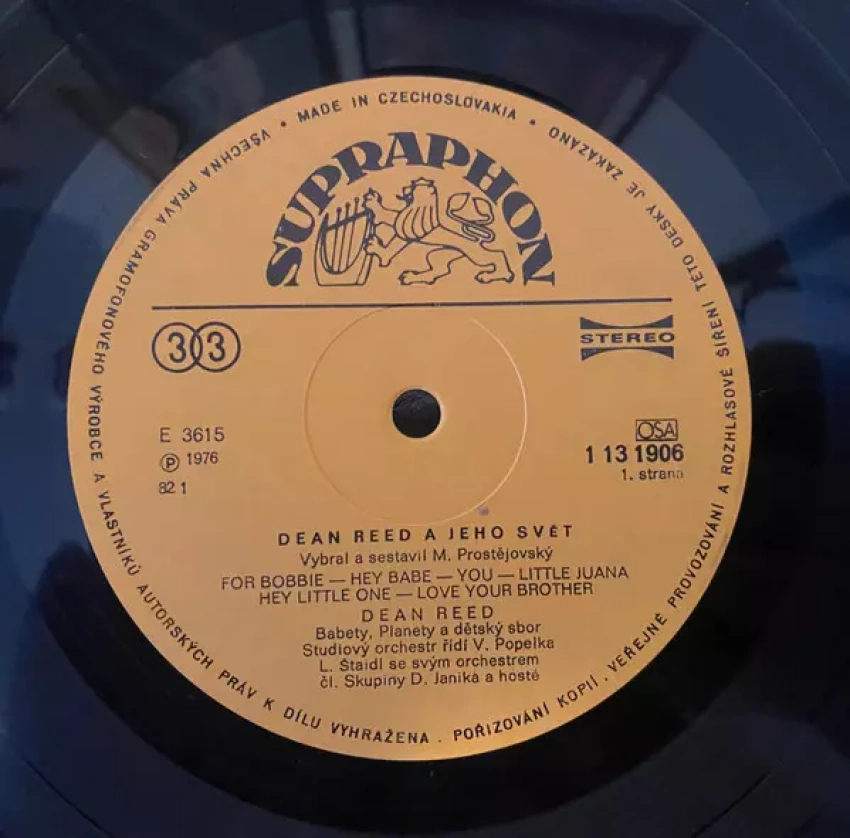 VŠECHNA PRÁVA GRAMOFONOVÉHO VÝROBCE A VLASTNÍKŮ AUTORSKÝCH PRÁV K DÍLU VYHRAŽENA . POŘIZOVÁNÍ KOPIÍ . VEŘEJNÉ PROVOZOVÁNÍ A ROZHLASOVÉ ŠÍŘENÍ TÉTO DESKY JE ZAKÁZÁNO • MADE IN CZECHOSLOVAKIA •
SUPRAPHON
33
STEREO
E 3615
Ⓟ 1976
82 1
OSA
1 13 1906
1. strana
DEAN REED A JEHO SVĚT
Vybral a sestavil M. Prostějovský
FOR BOBBIE — HEY BABE — YOU — LITTLE JUANA
HEY LITTLE ONE — LOVE YOUR BROTHER
DEAN REED
Babety, Planety a dětský sbor
Studiový orchestr řídí V. Popelka
L. Štaidl se svým orchestrem
čl. Skupiny D. Janika a hosté